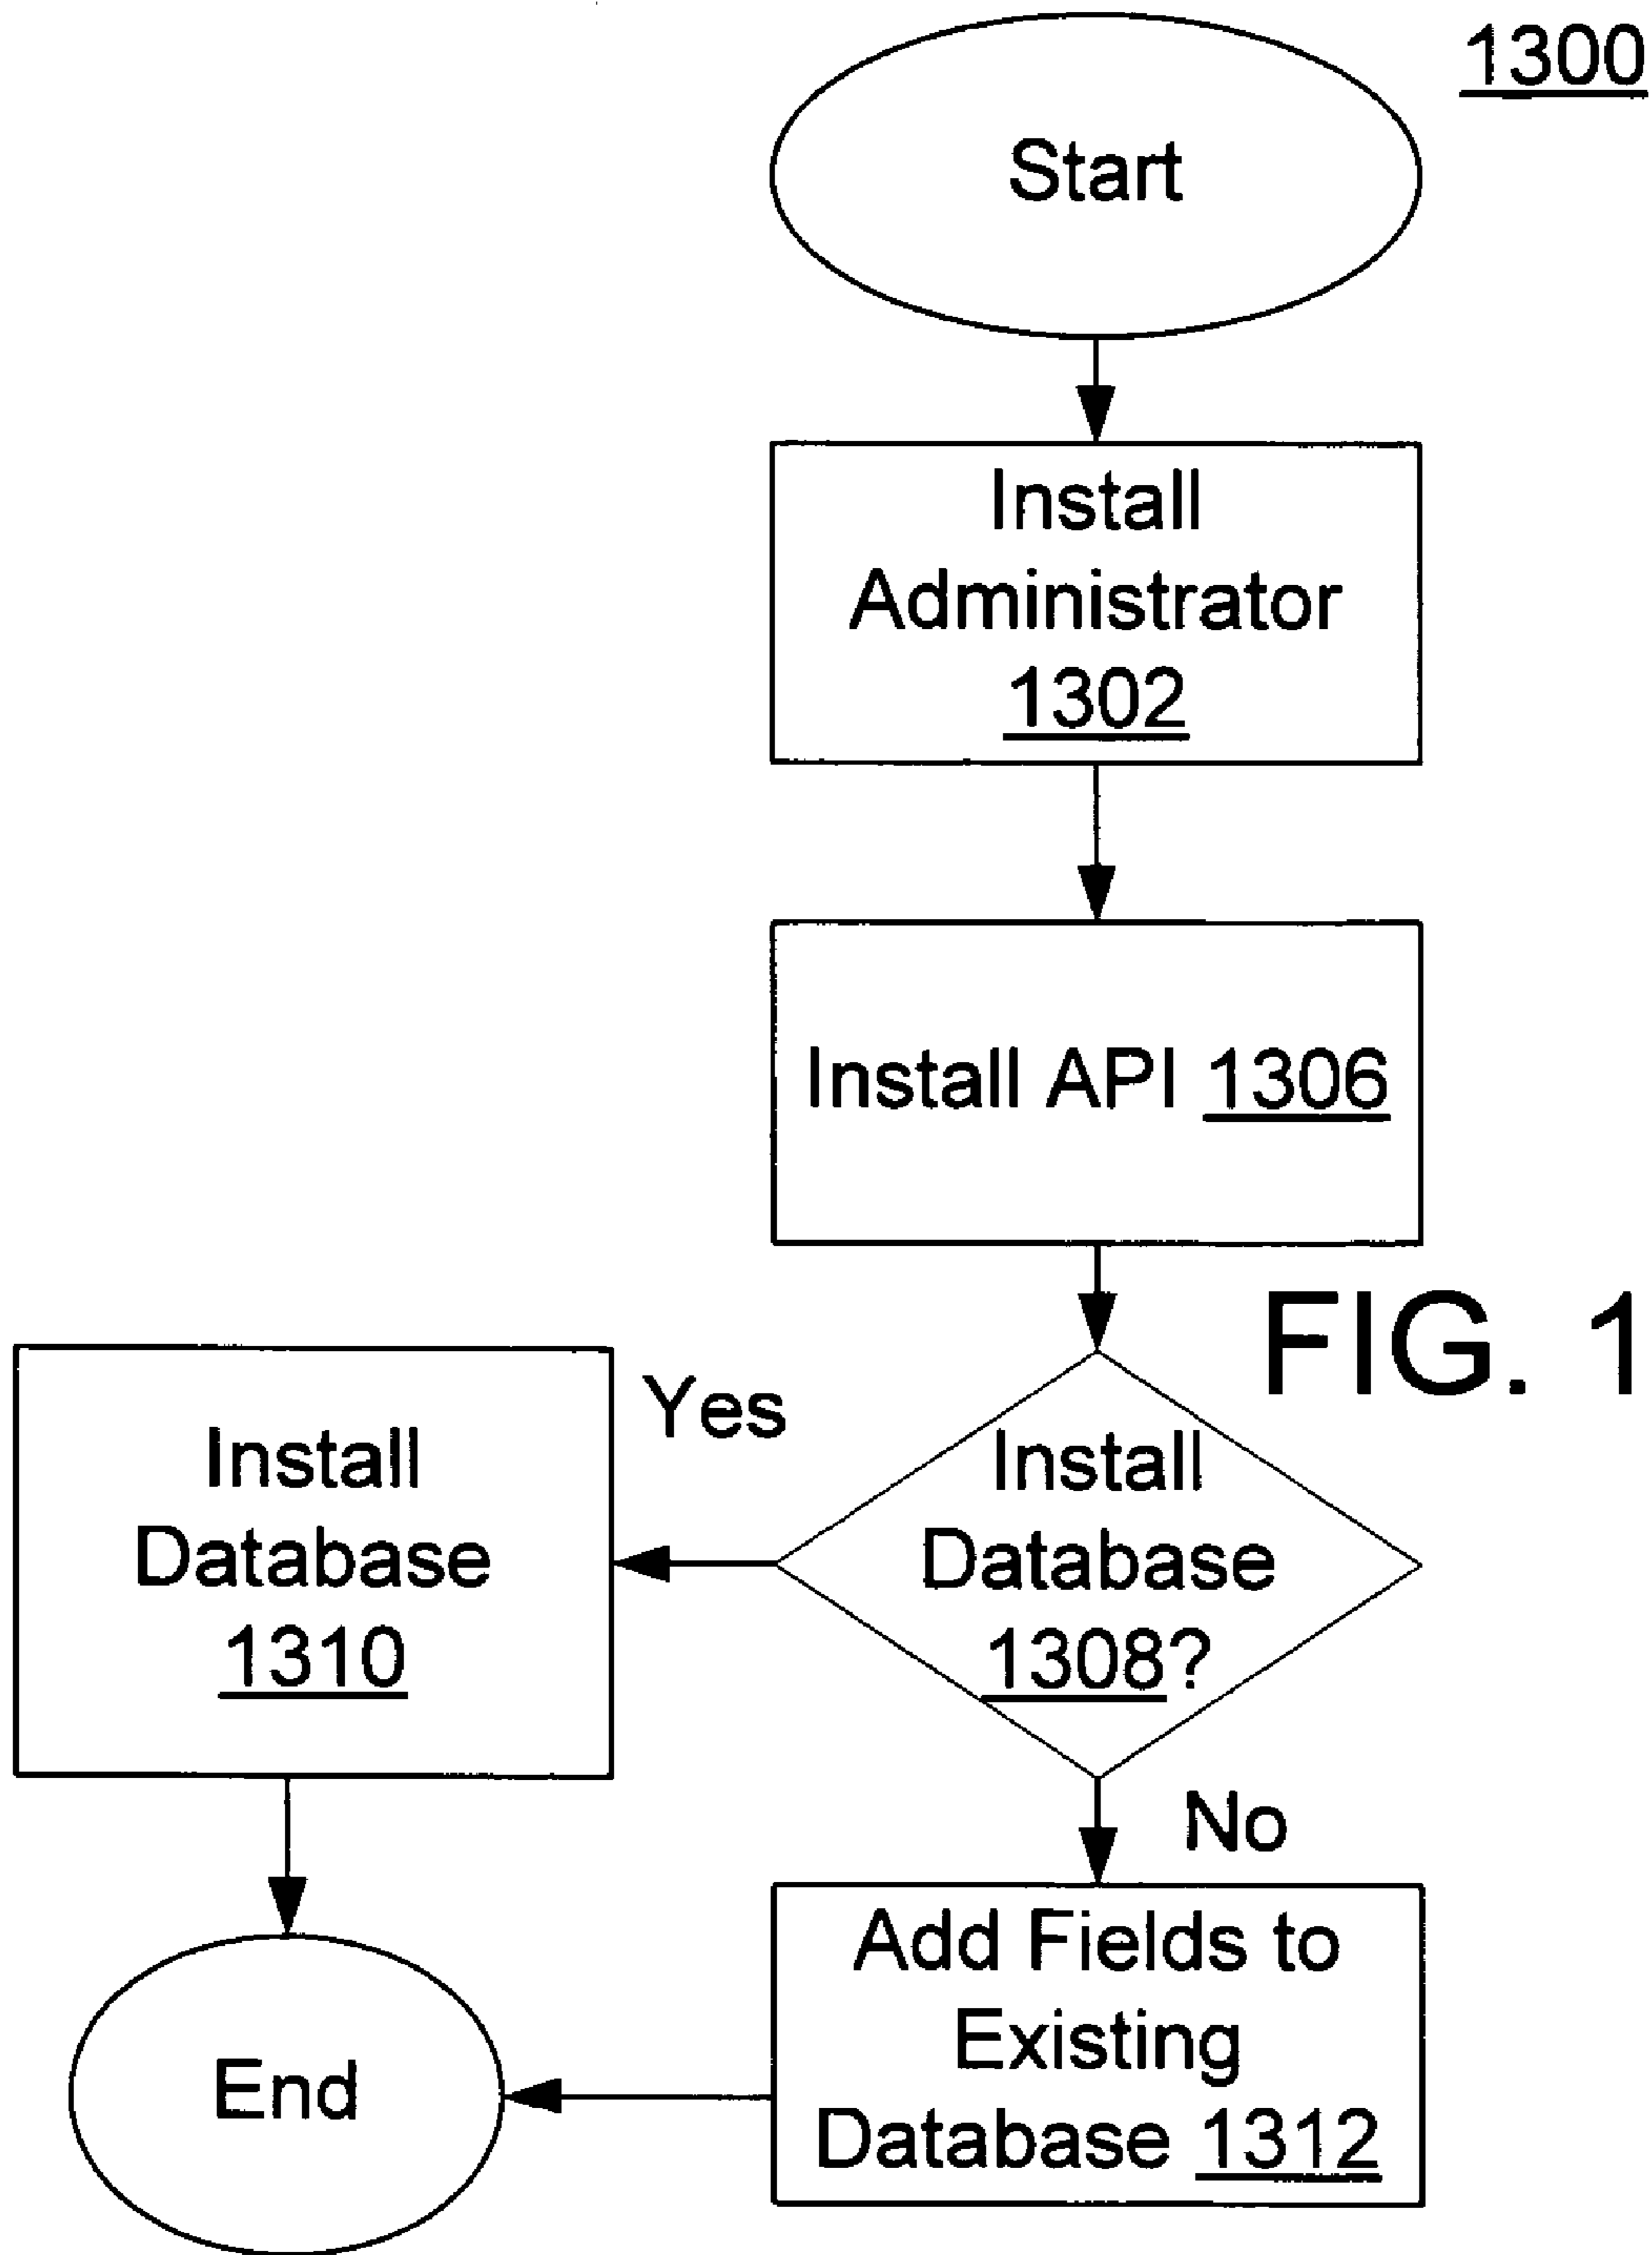 1300
Start
Install
Administrator
1302
Install API 1306
FIG. 1
Yes
Install
Database
1310
Install
Database
1308?
No
Add Fields to
Existing
Database 1312
End